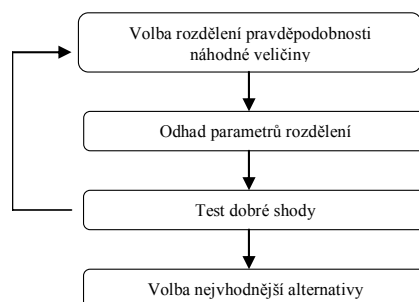 Volba rozdělení pravděpodobnosti
náhodné veličiny
Odhad parametrů rozdělení
Test dobré shody
Volba nejvhodnější alternativy